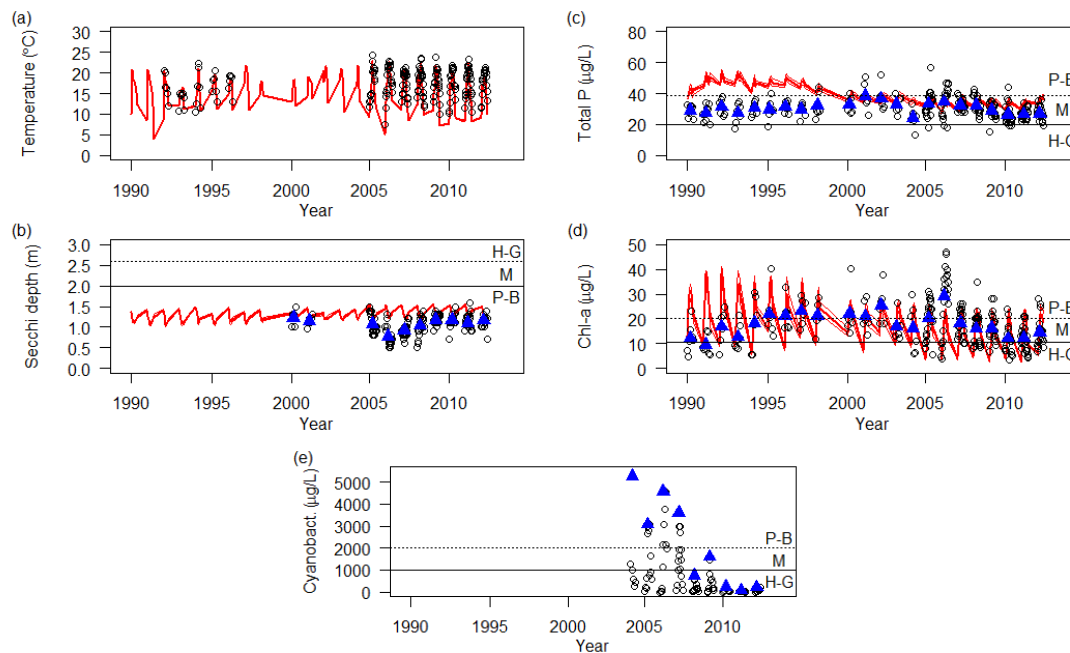 (a)
Temperature (°C)
30
25
20
15
10
5
0
1990 1995 2000 2005 2010
Year
(c)
Total P (µg/L)
80
60
40
20
0
P-B
M
H-G
1990 1995 2000 2005 2010
Year
(b)
Secchi depth (m)
3.0
2.5
2.0
1.5
1.0
0.5
0.0
H-G
M
P-B
1990 1995 2000 2005 2010
Year
(d)
Chl-a (µg/L)
50
40
30
20
10
0
P-B
M
H-G
1990 1995 2000 2005 2010
Year
(e)
Cyanobact. (µg/L)
5000
4000
3000
2000
1000
0
P-B
M
H-G
1990 1995 2000 2005 2010
Year